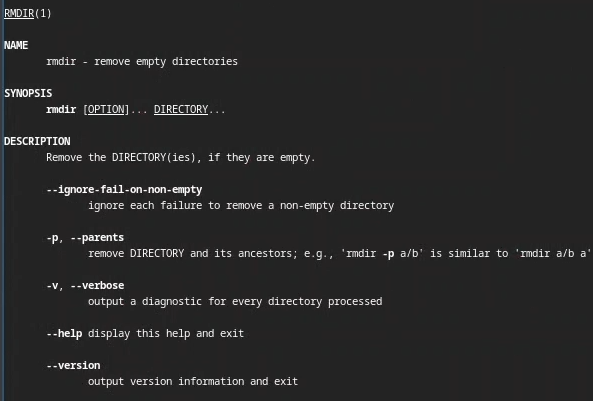 RMDIR(1)
NAME
rmdir - remove empty directories
SYNOPSIS
rmdir [OPTION]... DIRECTORY...
DESCRIPTION
Remove the DIRECTORY(ies), if they are empty.
--ignore-fail-on-non-empty
ignore each failure to remove a non-empty directory
-p, --parents
remove DIRECTORY and its ancestors; e.g., 'rmdir -p a/b' is similar to 'rmdir a/b a'
-v, --verbose
output a diagnostic for every directory processed
--help display this help and exit
--version
output version information and exit